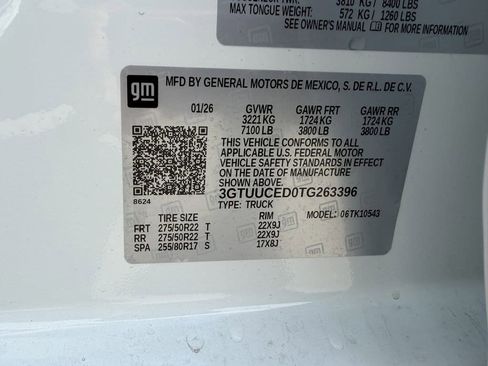 3810 KG / 8400 LBS
MAX TONGUE WEIGHT: 572 KG / 1260 LBS
SEE OWNER'S MANUAL FOR MORE INFORMATION
gm
MFD BY GENERAL MOTORS DE MEXICO, S. DE R.L. DE C.V.
01/26 GVWR GAWR FRT GAWR RR
3221 KG 1724 KG 1724 KG
7100 LB 3800 LB 3800 LB
THIS VEHICLE CONFORMS TO ALL
APPLICABLE U.S. FEDERAL MOTOR
VEHICLE SAFETY STANDARDS IN EFFECT
ON THE DATE OF MANUFACTURE
SHOWN ABOVE.
8624 3GTUUCED0TG263396
TYPE: TRUCK MODEL: 06TK10543
TIRE SIZE RIM
FRT 275/50R22 T 22X9J
RR 275/50R22 T 22X9J
SPA 255/80R17 S 17X8J